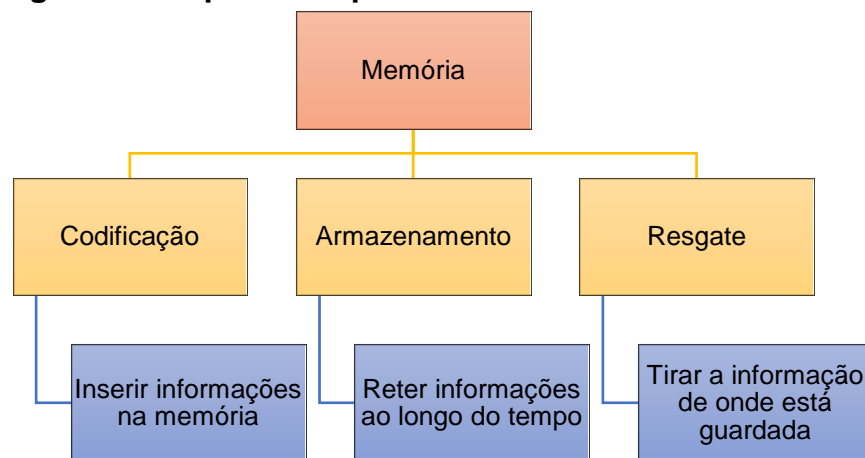 Memória
Codificação
Armazenamento
Resgate
Inserir informações
na memória
Reter informações
ao longo do tempo
Tirar a informação
de onde está
guardada